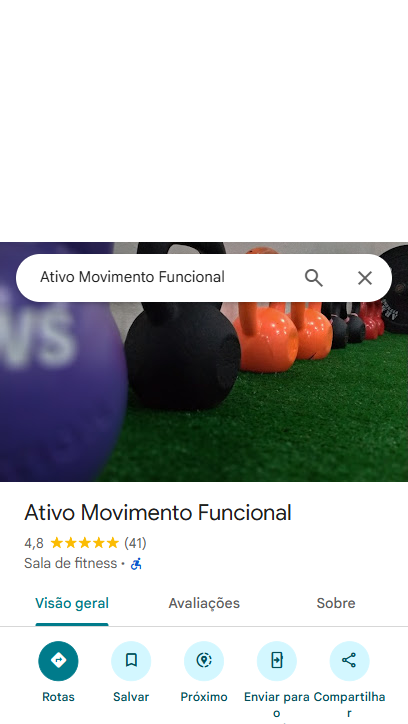 Ativo Movimento Funcional
WS
Ativo Movimento Funcional
4,8 (41)
Sala de fitness •
Visão geral Avaliações Sobre
Rotas Salvar Próximo Enviar para o Compartilhar